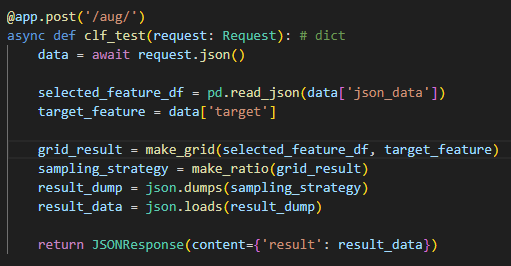 @app.post('/aug/')
async def clf_test(request: Request): # dict
    data = await request.json()

    selected_feature_df = pd.read_json(data['json_data'])
    target_feature = data['target']

    grid_result = make_grid(selected_feature_df, target_feature)
    sampling_strategy = make_ratio(grid_result)
    result_dump = json.dumps(sampling_strategy)
    result_data = json.loads(result_dump)

    return JSONResponse(content={'result': result_data})